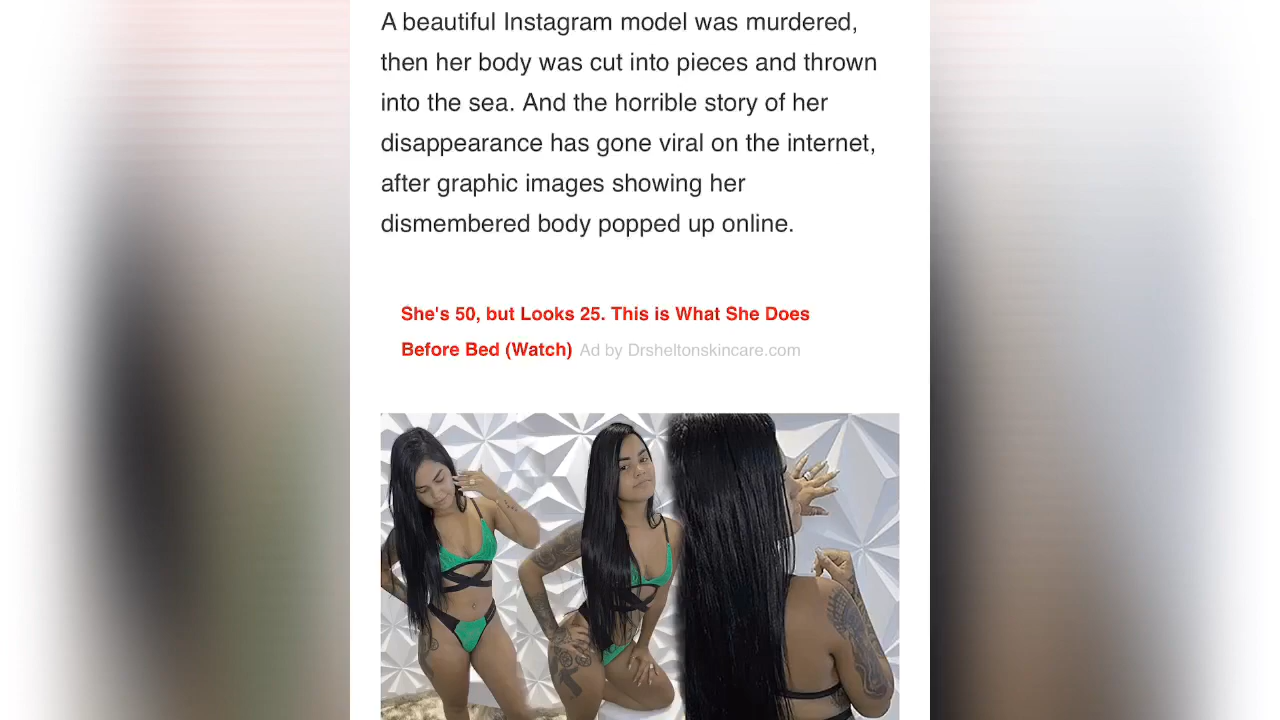 A beautiful Instagram model was murdered,
then her body was cut into pieces and thrown
into the sea. And the horrible story of her
disappearance has gone viral on the internet,
after graphic images showing her
dismembered body popped up online.
She's 50, but Looks 25. This is What She Does
Before Bed (Watch) Ad by Drsheltonskincare.com